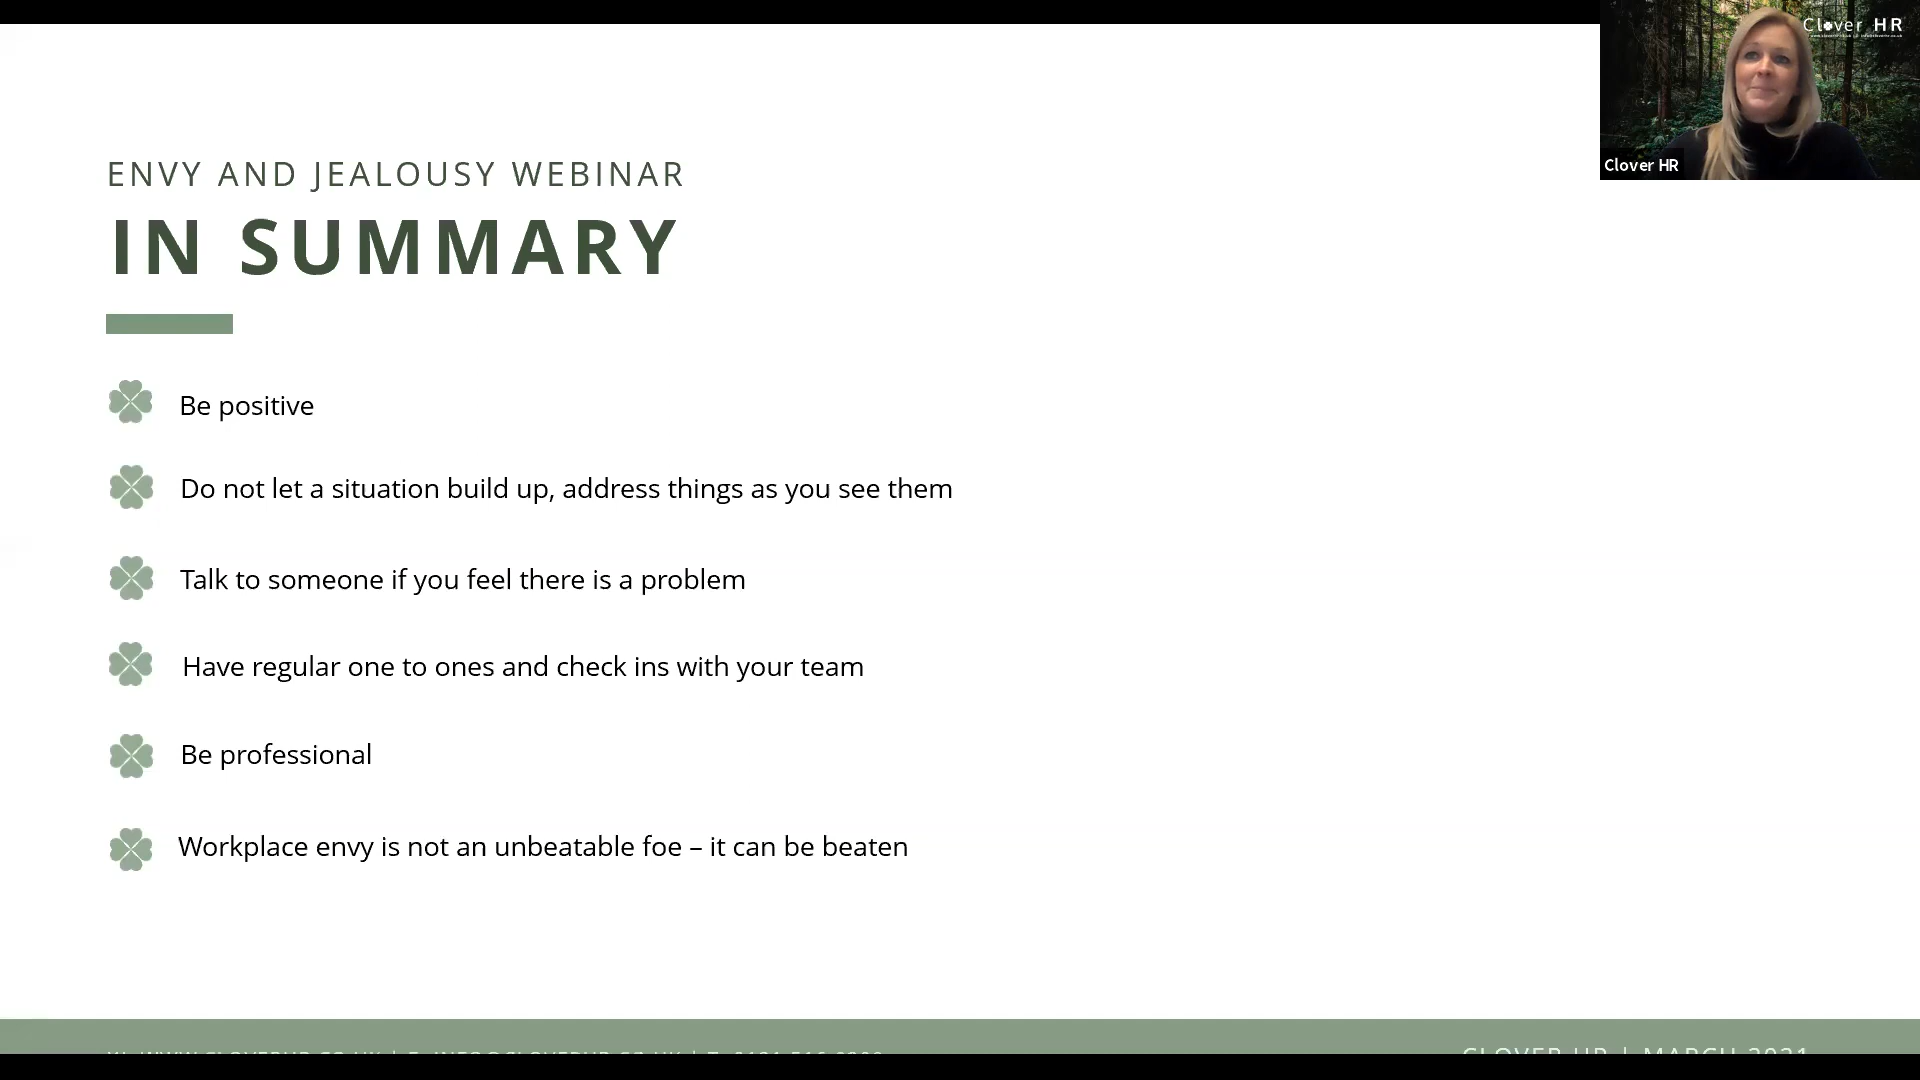 Clover HR
Clover HR
ENVY AND JEALOUSY WEBINAR
IN SUMMARY
Be positive
Do not let a situation build up, address things as you see them
Talk to someone if you feel there is a problem
Have regular one to ones and check ins with your team
Be professional
Workplace envy is not an unbeatable foe – it can be beaten
CLOVER HR | MARCH 2021